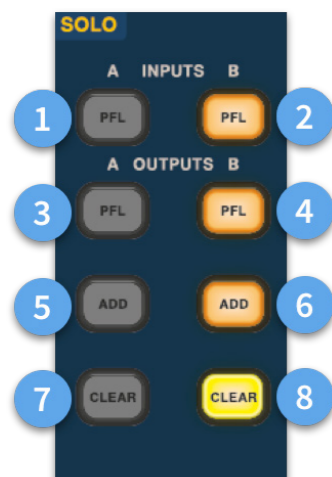 SOLO
A INPUTS B
1 PFL PFL 2
A OUTPUTS B
3 PFL PFL 4
5 ADD ADD 6
7 CLEAR CLEAR 8